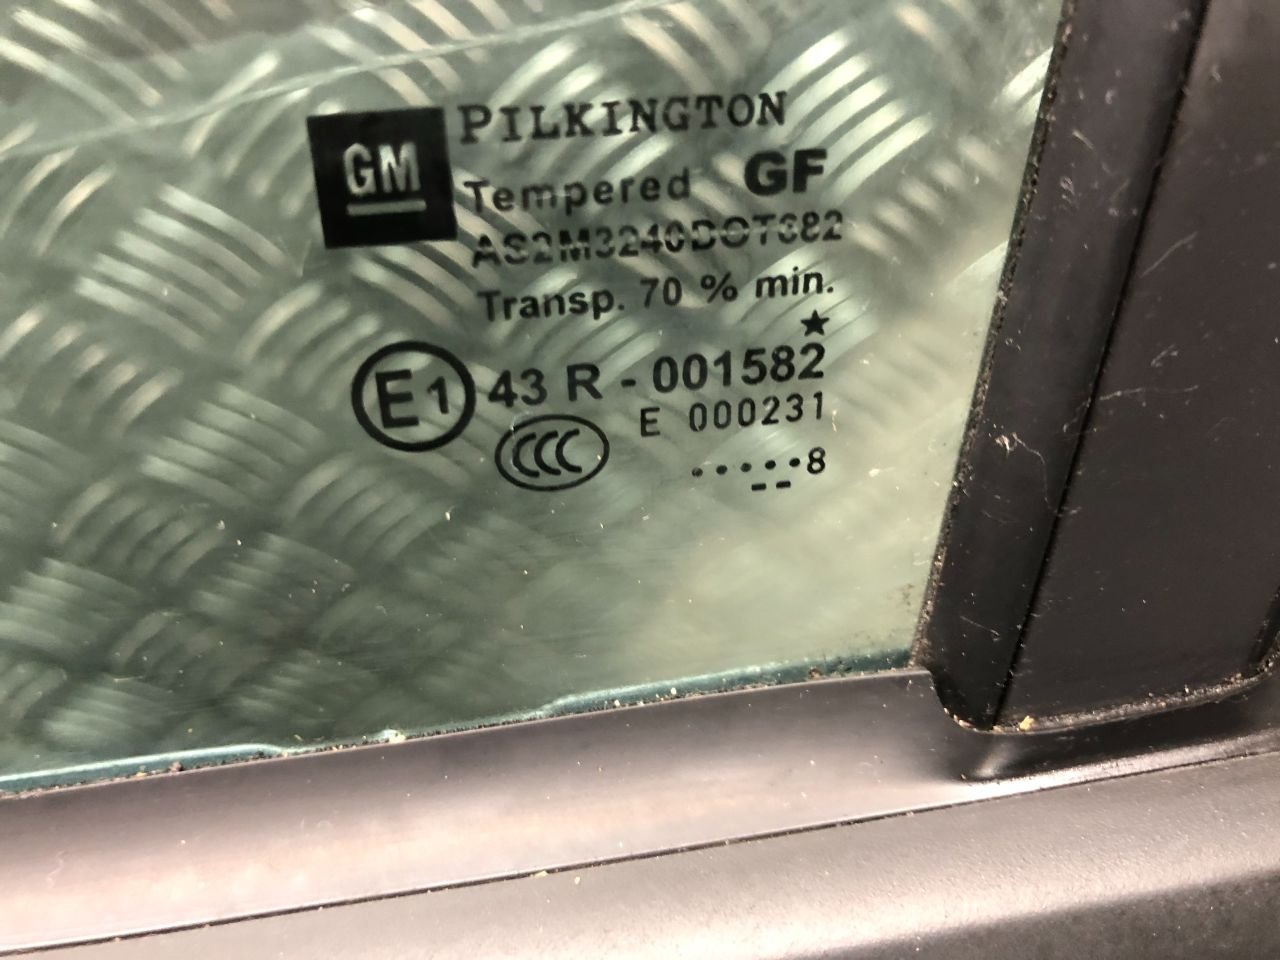 PILKINGTON
GM
Tempered GF
AS2M3240DOT682
Transp. 70 % min.
★
E1 43 R - 001582
E 000231
CCC
.....8
--